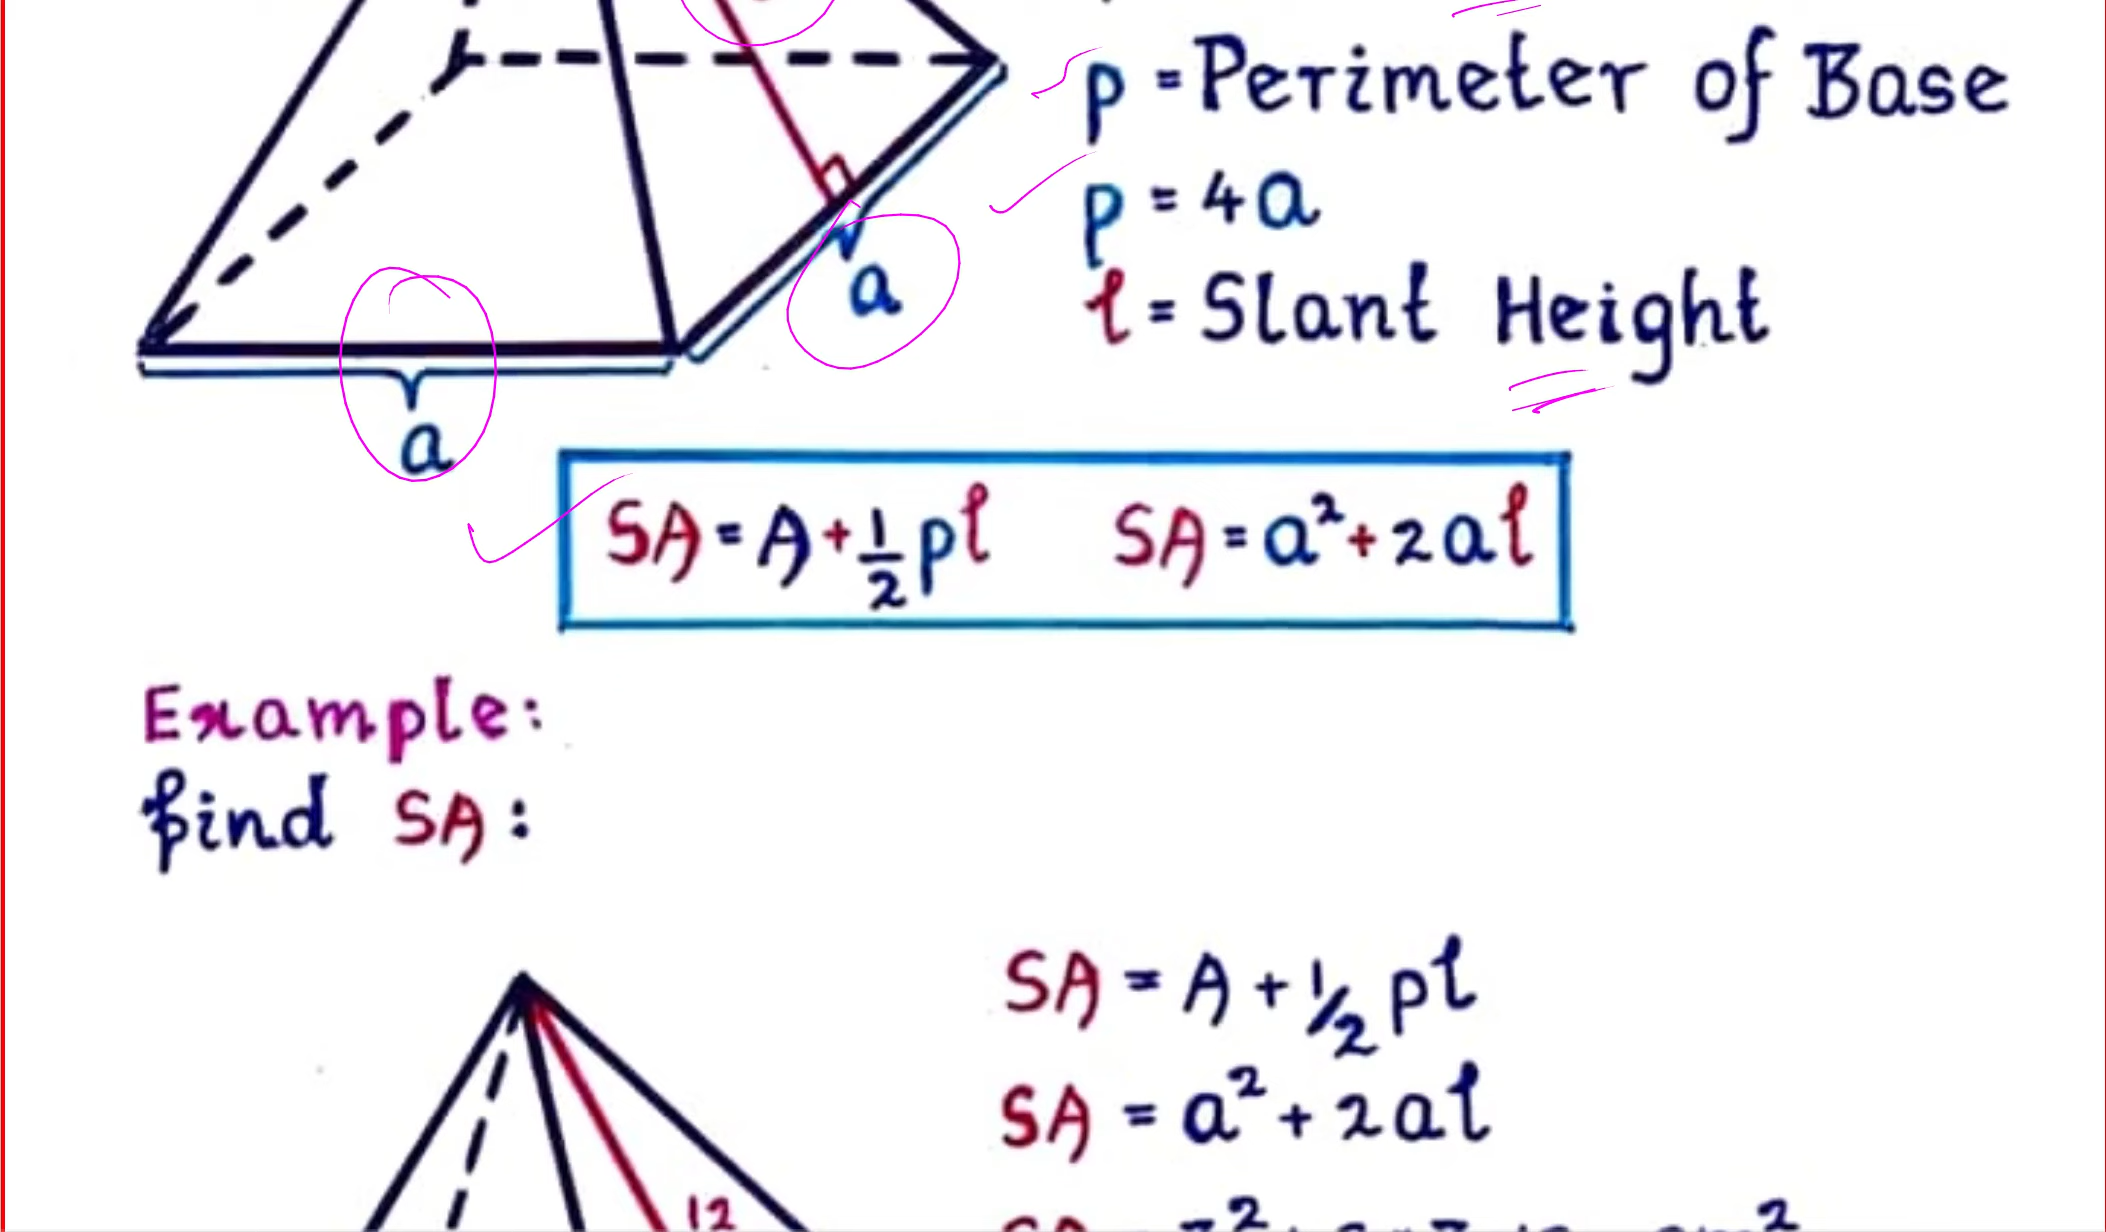 p = Perimeter of Base
p = 4a
l = Slant Height
a
a
SA = A + 1/2 pl SA = a² + 2al
Example:
find SA:
SA = A + 1/2 pl
SA = a² + 2al
12